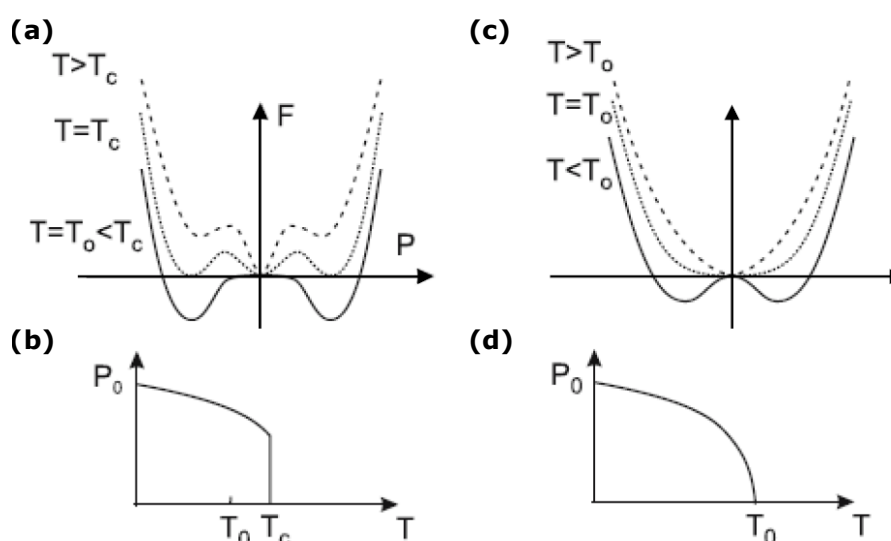 (a)
T>Tc
T=Tc
T=To<Tc
F
P
(c)
T>To
T=To
T<To
(b)
P0
T0 Tc T
(d)
P0
T0 T